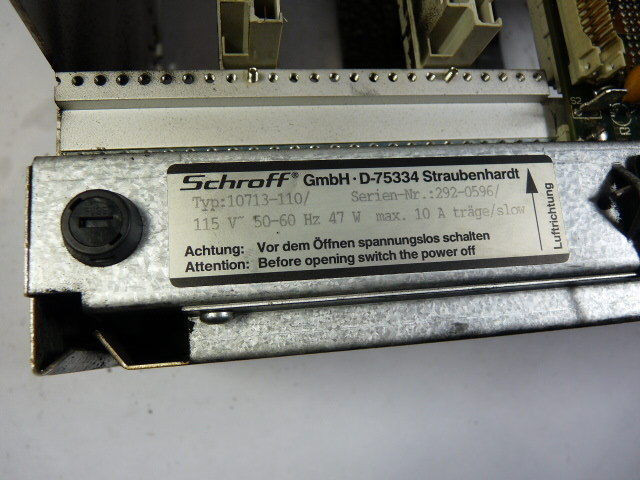 Schroff® GmbH · D-75334 Straubenhardt
Typ:10713-110/ Serien-Nr.:292-0596/
115 V~ 50-60 Hz 47 W max. 10 A träge/slow
Achtung: Vor dem Öffnen spannungslos schalten
Attention: Before opening switch the power off
Luftrichtung